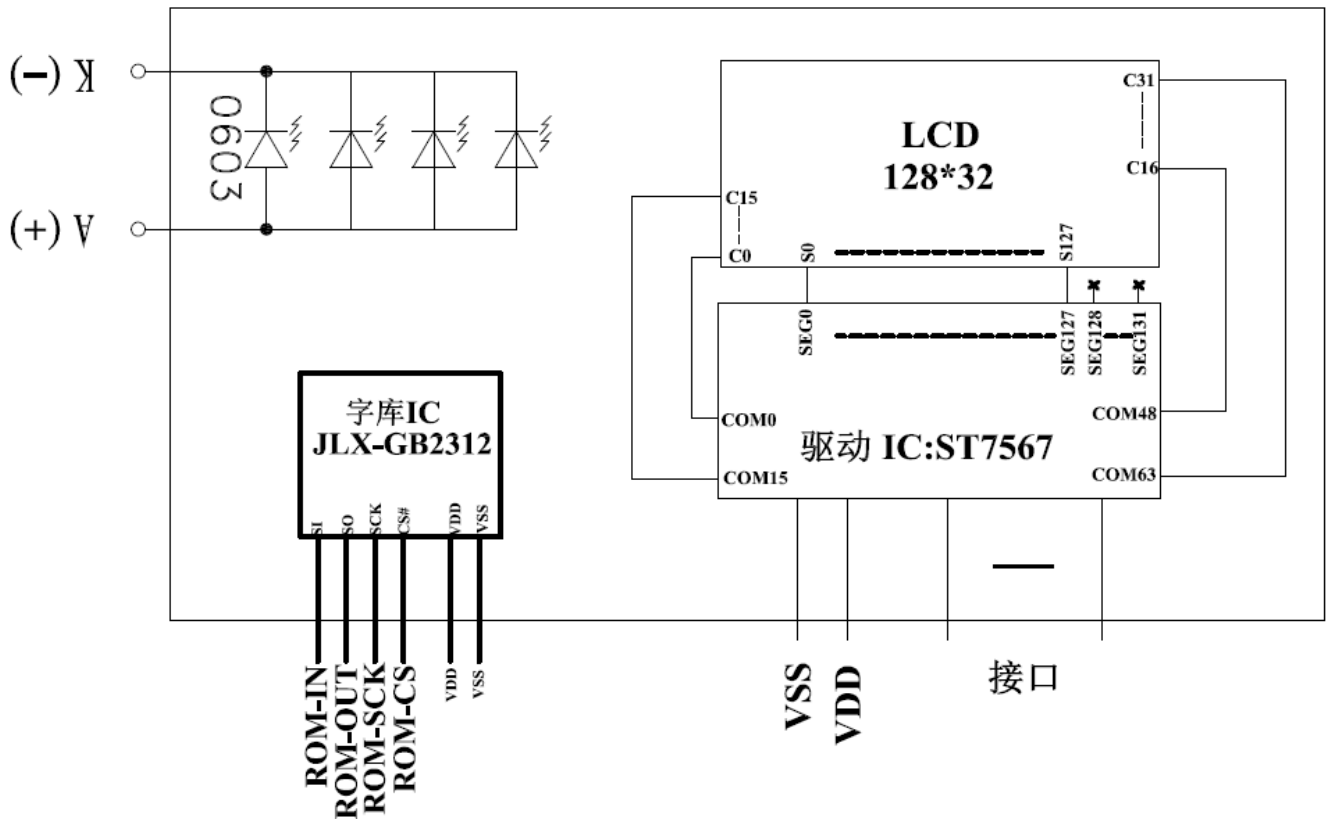 (-) K
0603
(+) A
LCD
128*32
C31
C16
C15
C0
S0
S127
SEG0
SEG127
SEG128
SEG131
COM0
COM15
COM48
COM63
驱动 IC:ST7567
字库IC
JLX-GB2312
SI
SO
SCK
CS#
VDD
VSS
ROM-IN
ROM-OUT
ROM-SCK
ROM-CS
VDD
VSS
VSS
VDD
接口